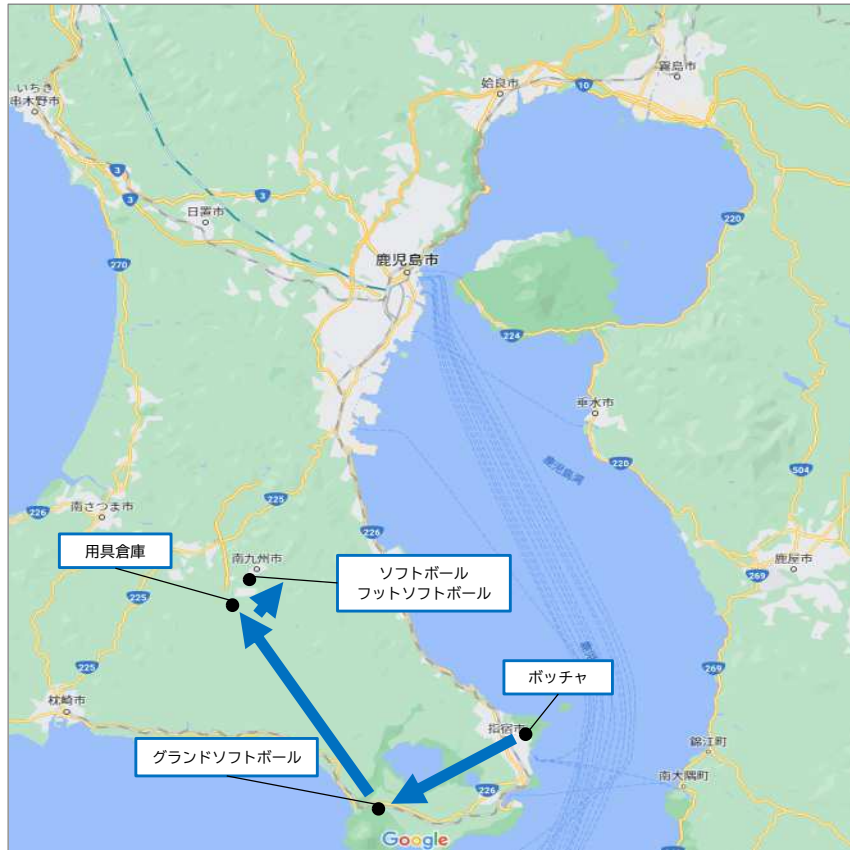 霧島市
いちき
串木野市
姶良市
10
3
3
3
日置市
220
270
鹿児島市
224
垂水市
220
鹿児島湾
504
南さつま市
225
226
226
用具倉庫
南九州市
ソフトボール
フットソフトボール
鹿屋市
269
225
225
269
ボッチャ
枕崎市
指宿市
グランドソフトボール
錦江町
226
南大隅町
Google